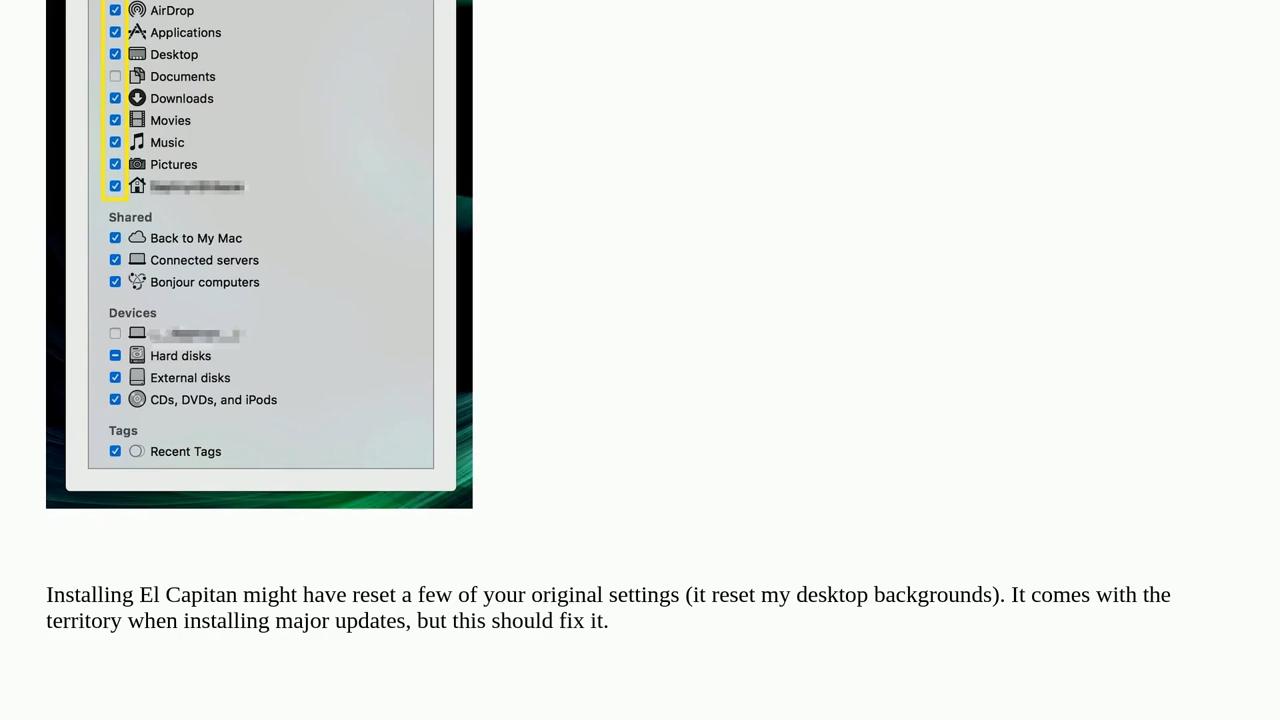 AirDrop
Applications
Desktop
Documents
Downloads
Movies
Music
Pictures
Shared
Back to My Mac
Connected servers
Bonjour computers
Devices
Hard disks
External disks
CDs, DVDs, and iPods
Tags
Recent Tags
Installing El Capitan might have reset a few of your original settings (it reset my desktop backgrounds). It comes with the
territory when installing major updates, but this should fix it.